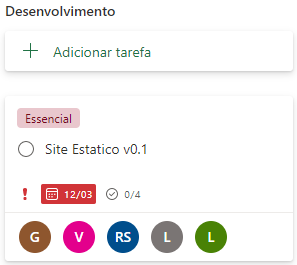 Desenvolvimento
Adicionar tarefa
Essencial
Site Estatico v0.1
12/03 0/4
G V RS L L